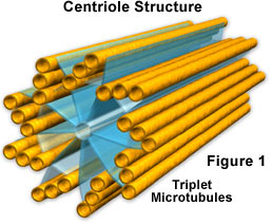 Centriole Structure
Figure 1
Triplet
Microtubules